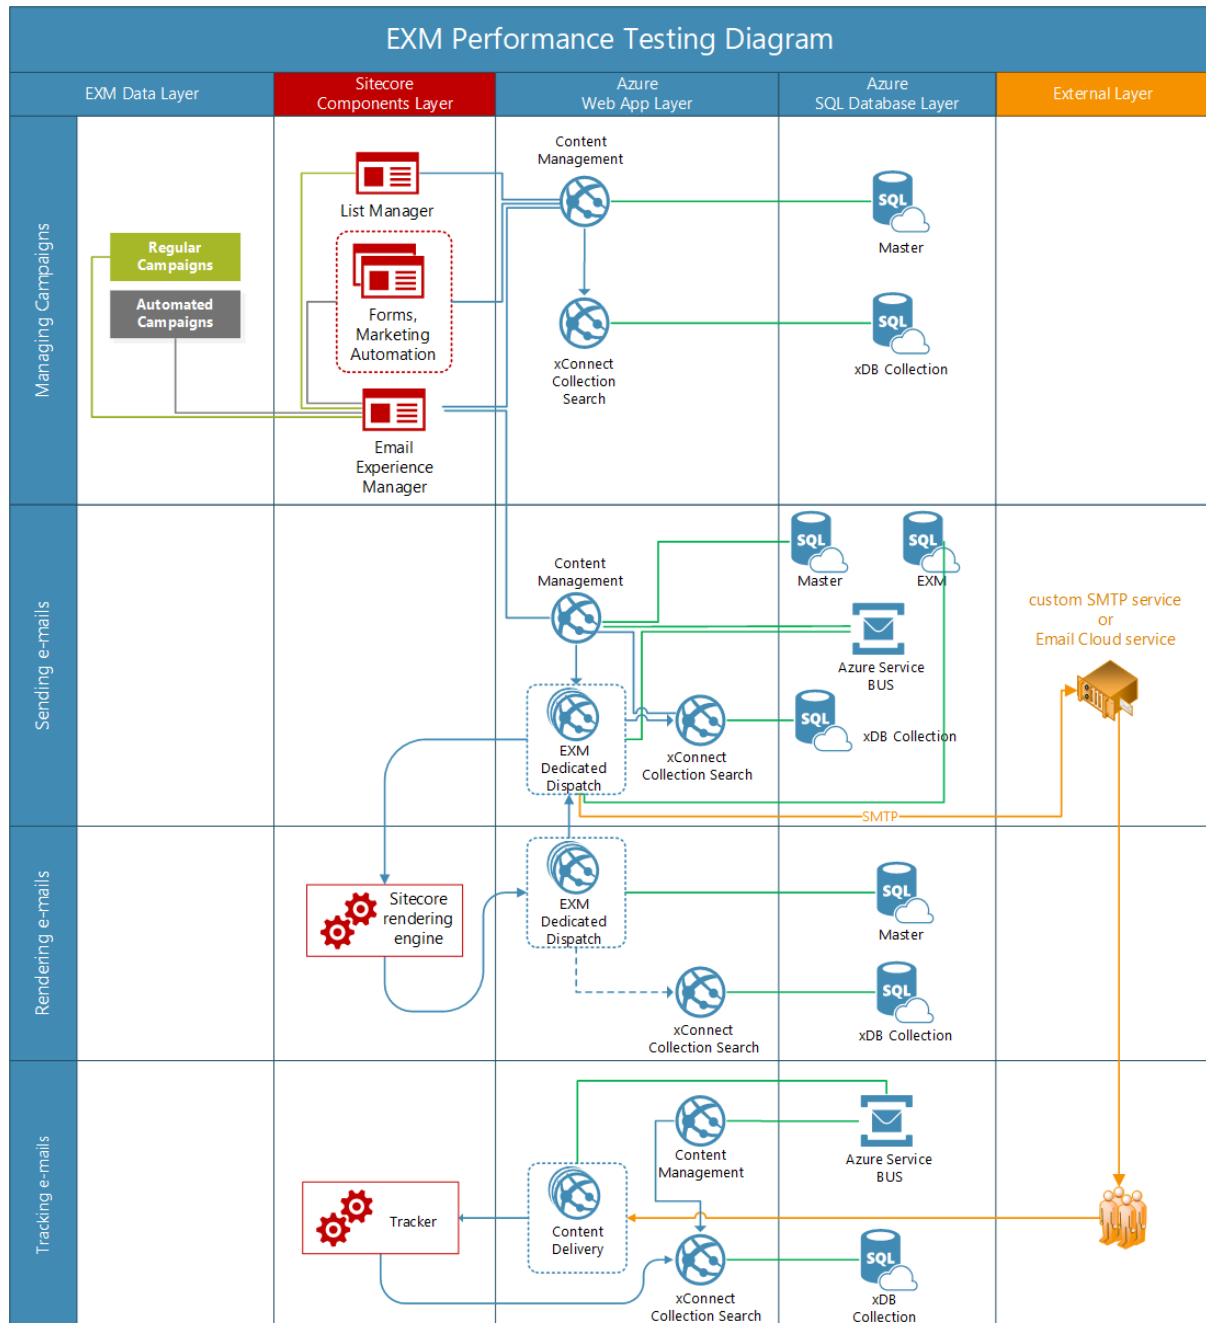 EXM Performance Testing Diagram
EXM Data Layer
Sitecore
Components Layer
Azure
Web App Layer
Azure
SQL Database Layer
External Layer
Managing Campaigns
Regular
Campaigns
Automated
Campaigns
List Manager
Forms,
Marketing
Automation
Email
Experience
Manager
Content
Management
xConnect
Collection
Search
SQL
Master
SQL
xDB Collection
Sending e-mails
Content
Management
EXM
Dedicated
Dispatch
xConnect
Collection Search
SQL
Master
SQL
EXM
Azure Service
BUS
SQL
xDB Collection
SMTP
custom SMTP service
or
Email Cloud service
Rendering e-mails
Sitecore
rendering
engine
EXM
Dedicated
Dispatch
xConnect
Collection Search
SQL
Master
SQL
xDB Collection
Tracking e-mails
Tracker
Content
Management
Content
Delivery
xConnect
Collection Search
Azure Service
BUS
SQL
xDB
Collection